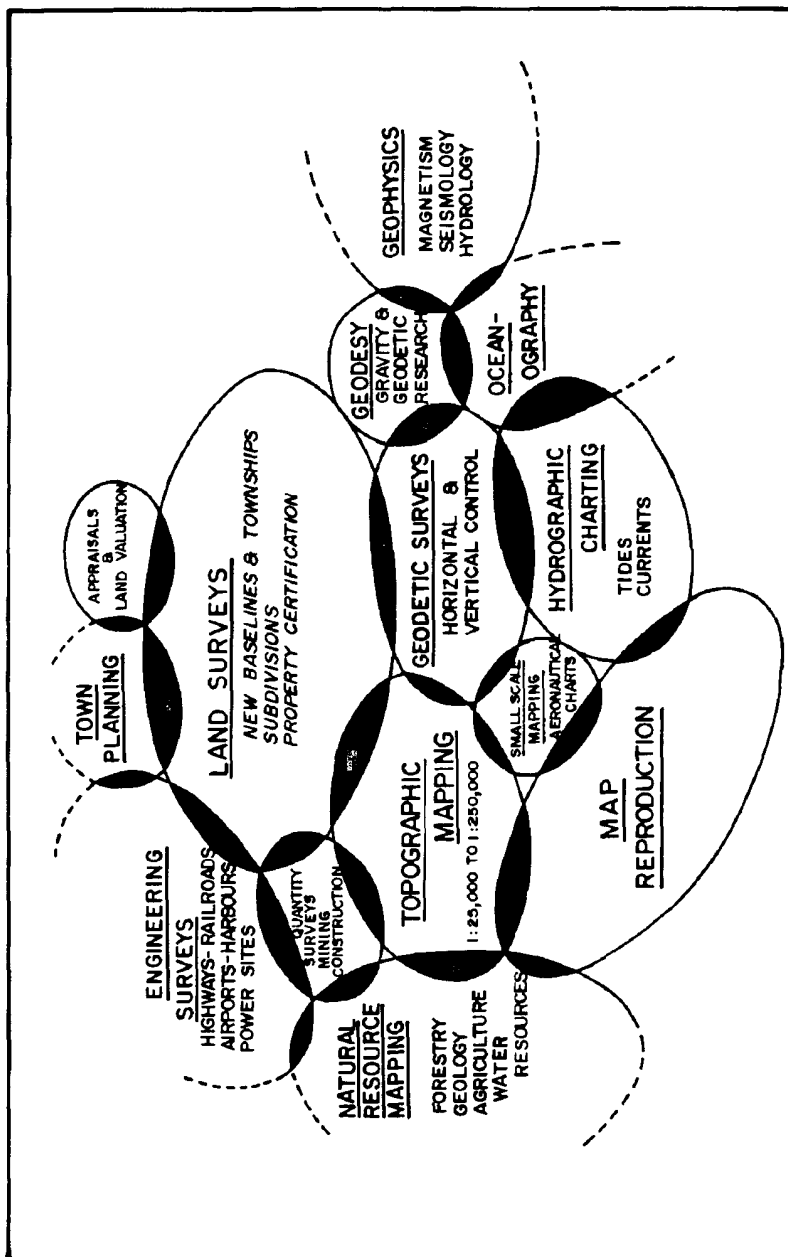 APPRAISALS
&
LAND VALUATION
TOWN
PLANNING
ENGINEERING
SURVEYS
HIGHWAYS-RAILROADS
AIRPORTS-HARBOURS
POWER SITES
LAND SURVEYS
NEW BASELINES & TOWNSHIPS
SUBDIVISIONS
PROPERTY CERTIFICATION
QUANTITY
SURVEYS
MINING
CONSTRUCTION
NATURAL
RESOURCE
MAPPING
FORESTRY
GEOLOGY
AGRICULTURE
WATER
RESOURCES
TOPOGRAPHIC
MAPPING
1:25,000 TO 1:250,000
GEODETIC SURVEYS
HORIZONTAL &
VERTICAL CONTROL
GEODESY
GRAVITY &
GEODETIC
RESEARCH
GEOPHYSICS
MAGNETISM
SEISMOLOGY
HYDROLOGY
OCEAN-
OGRAPHY
HYDROGRAPHIC
CHARTING
TIDES
CURRENTS
SMALL SCALE
MAPPING
AERONAUTICAL
CHARTS
MAP
REPRODUCTION